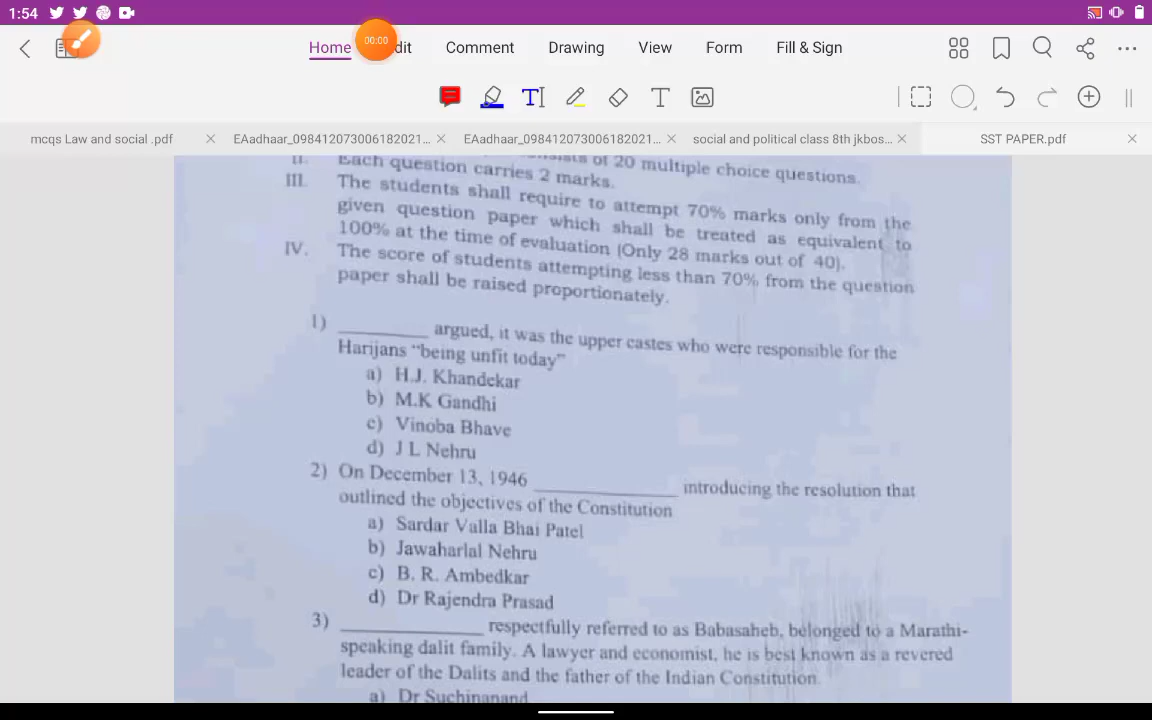 1:54
00:00
Home
dit
Comment
Drawing
View
Form
Fill & Sign
mcqs Law and social .pdf
EAadhaar_098412073006182021...
EAadhaar_098412073006182021...
social and political class 8th jkbos...
SST PAPER.pdf
II. of 20 multiple choice questions.
Each question carries 2 marks.
III. The students shall require to attempt 70% marks only from the
given question paper which shall be treated as equivalent to
100% at the time of evaluation (Only 28 marks out of 40).
IV. The score of students attempting less than 70% from the question
paper shall be raised proportionately.
1) __________ argued, it was the upper castes who were responsible for the
Harijans "being unfit today"
a) H.J. Khandekar
b) M.K Gandhi
c) Vinoba Bhave
d) J L Nehru
2) On December 13, 1946 ________________ introducing the resolution that
outlined the objectives of the Constitution
a) Sardar Valla Bhai Patel
b) Jawaharlal Nehru
c) B. R. Ambedkar
d) Dr Rajendra Prasad
3) ________________ respectfully referred to as Babasaheb, belonged to a Marathi-
speaking dalit family. A lawyer and economist, he is best known as a revered
leader of the Dalits and the father of the Indian Constitution.
a) Dr Suchinanand